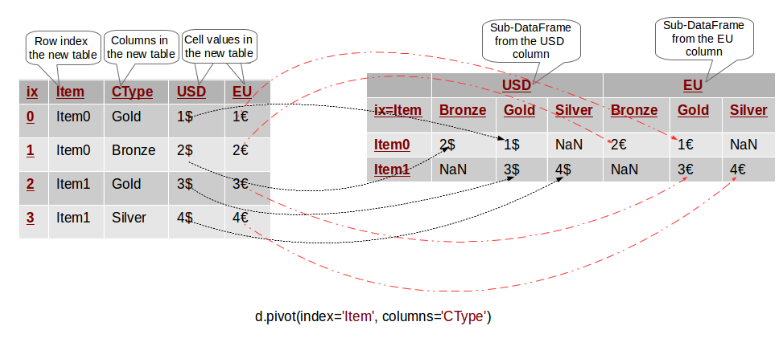 Row index
the new table
Columns in
the new table
Cell values in
the new table
Sub-DataFrame
from the USD
column
Sub-DataFrame
from the EU
column
ix Item CType USD EU
0 Item0 Gold 1$ 1€
1 Item0 Bronze 2$ 2€
2 Item1 Gold 3$ 3€
3 Item1 Silver 4$ 4€
USD EU
ix=Item Bronze Gold Silver Bronze Gold Silver
Item0 2$ 1$ NaN 2€ 1€ NaN
Item1 NaN 3$ 4$ NaN 3€ 4€
d.pivot(index='Item', columns='CType')